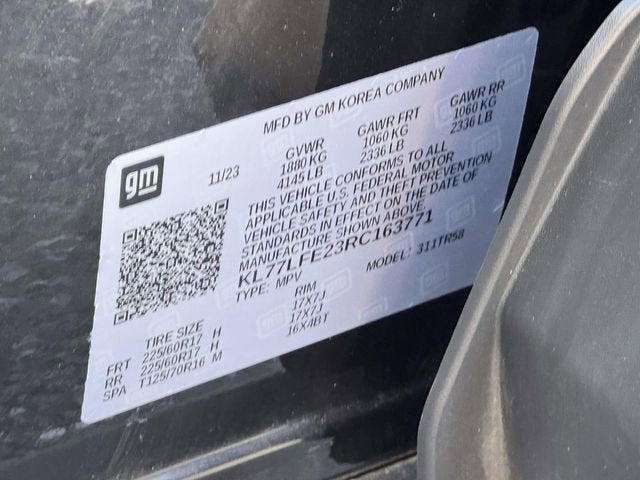 MFD BY GM KOREA COMPANY
gm
11/23
GVWR GAWR FRT GAWR RR
1880 KG 1060 KG 1060 KG
4145 LB 2336 LB 2336 LB
THIS VEHICLE CONFORMS TO ALL
APPLICABLE U.S. FEDERAL MOTOR
VEHICLE SAFETY AND THEFT PREVENTION
STANDARDS IN EFFECT ON THE DATE OF
MANUFACTURE SHOWN ABOVE.
KL77LFE23RC163771
TYPE: MPV MODEL: 311TR58
TIRE SIZE RIM
FRT 225/60R17 H 17X7J
RR 225/60R17 H 17X7J
SPA T125/70R16 M 16X4BT